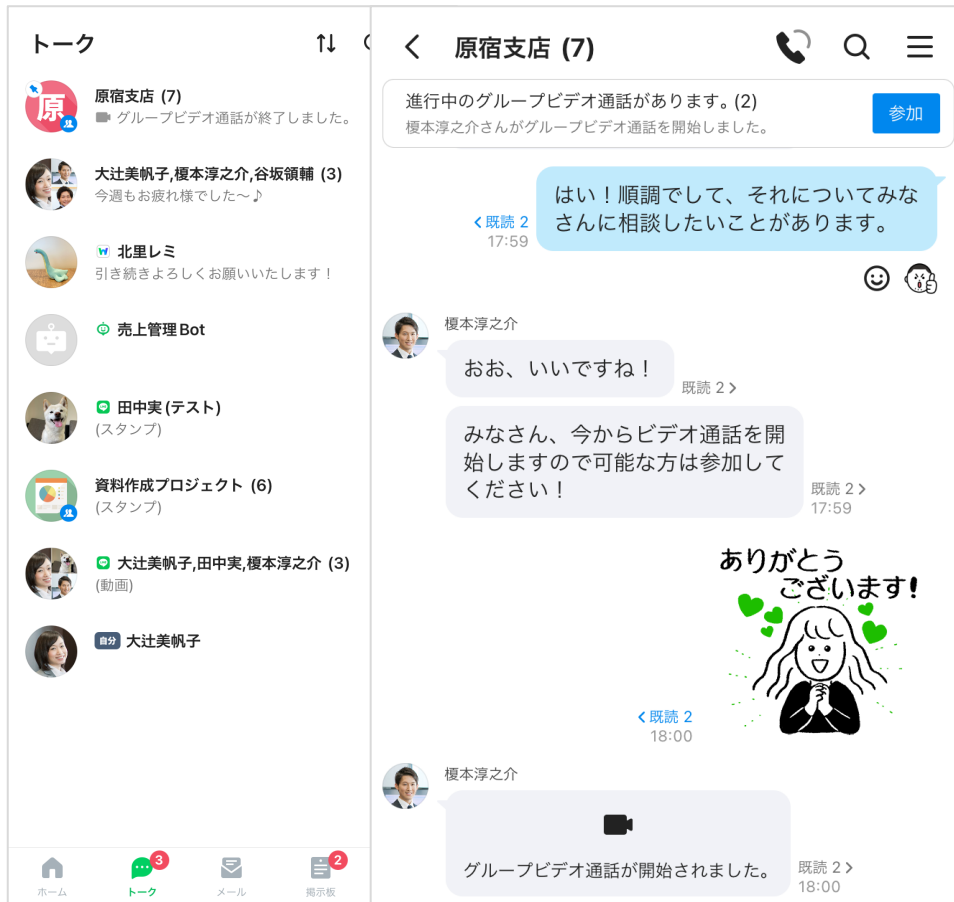 トーク
原
原宿支店 (7)
グループビデオ通話が終了しました。
大辻美帆子,榎本淳之介,谷坂領輔 (3)
今週もお疲れ様でした～♪
北里レミ
引き続きよろしくお願いいたします！
売上管理Bot
田中実(テスト)
(スタンプ)
資料作成プロジェクト (6)
(スタンプ)
大辻美帆子,田中実,榎本淳之介 (3)
(動画)
自分 大辻美帆子
3
2
ホーム
トーク
メール
掲示板
原宿支店 (7)
進行中のグループビデオ通話があります。(2)
榎本淳之介さんがグループビデオ通話を開始しました。
参加
はい！順調でして、それについてみな
さんに相談したいことがあります。
既読 2
17:59
榎本淳之介
おお、いいですね！
既読 2
みなさん、今からビデオ通話を開
始しますので可能な方は参加して
ください！
既読 2
17:59
ありがとう
ございます!
既読 2
18:00
榎本淳之介
グループビデオ通話が開始されました。
既読 2
18:00